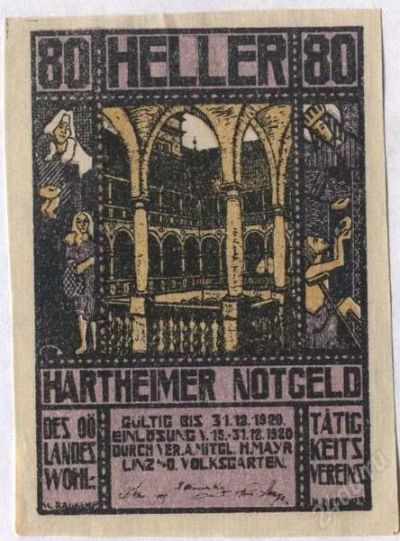 80 HELLER 80
HARTHEIMER NOTGELD
DES OÖ
LANDES
WOHL-
GÜLTIG BIS 31.12.1920.
EINLÖSUNG V. 15.-31.12.1920
DURCH VER.A.MITGL. H. MAYR
LINZ a/D. VOLKSGARTEN.
TÄTIG
KEITS
VEREINS